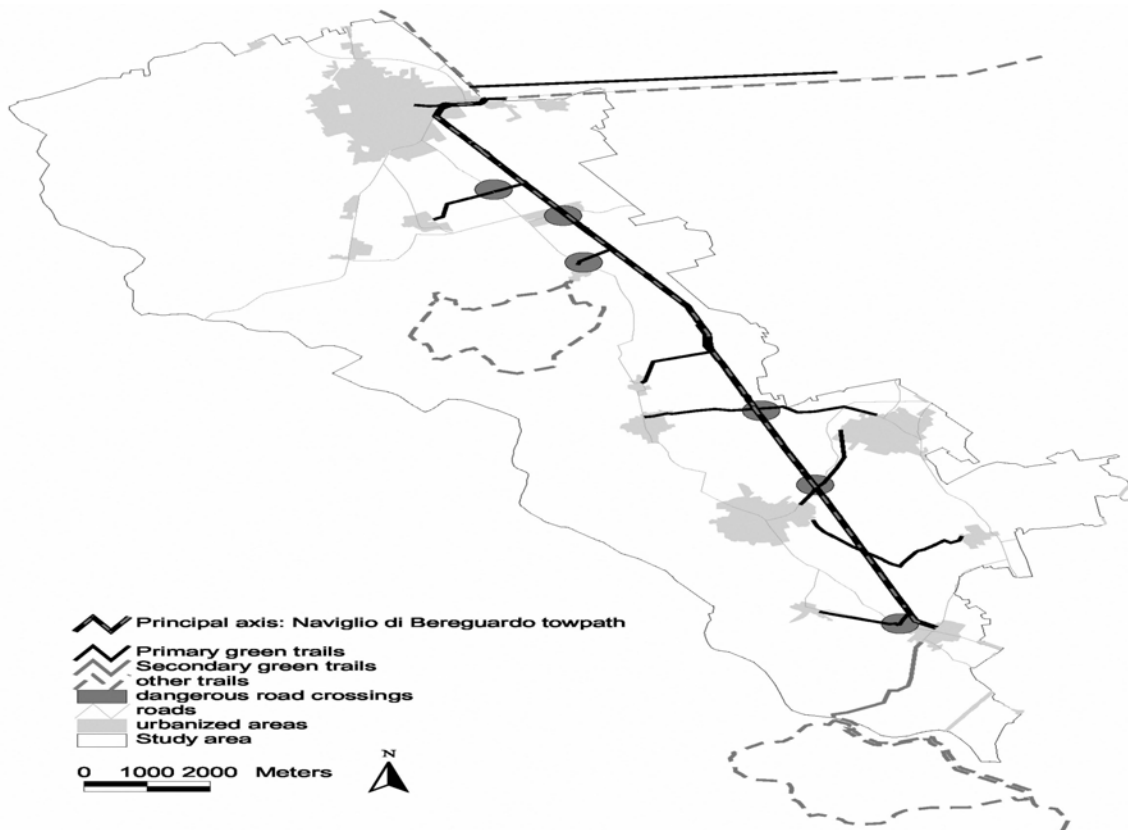 Principal axis: Naviglio di Bereguardo towpath
Primary green trails
Secondary green trails
other trails
dangerous road crossings
roads
urbanized areas
Study area
0 1000 2000 Meters
N